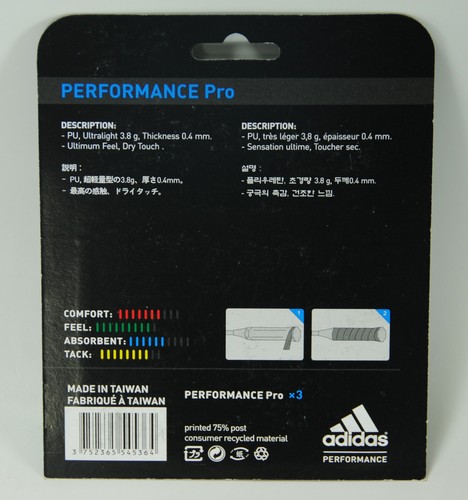 PERFORMANCE Pro
DESCRIPTION:
- PU, Ultralight 3.8 g, Thickness 0.4 mm.
- Ultimum Feel, Dry Touch .
DESCRIPTION:
- PU, très léger 3,8 g, épaisseur 0.4 mm.
- Sensation ultime, Toucher sec.
説明 :
- PU, 超軽量型の3.8g、厚さ0.4mm。
- 最高の感触、ドライタッチ。
설명 :
- 폴리우레탄, 초경량 3.8 g, 두께0.4 mm.
- 궁극의 촉감, 건조한 느낌.
COMFORT:
FEEL:
ABSORBENT:
TACK:
1
2
MADE IN TAIWAN
FABRIQUÉ À TAIWAN
3 752365 545364
PERFORMANCE Pro ×3
printed 75% post
consumer recycled material
adidas
PERFORMANCE